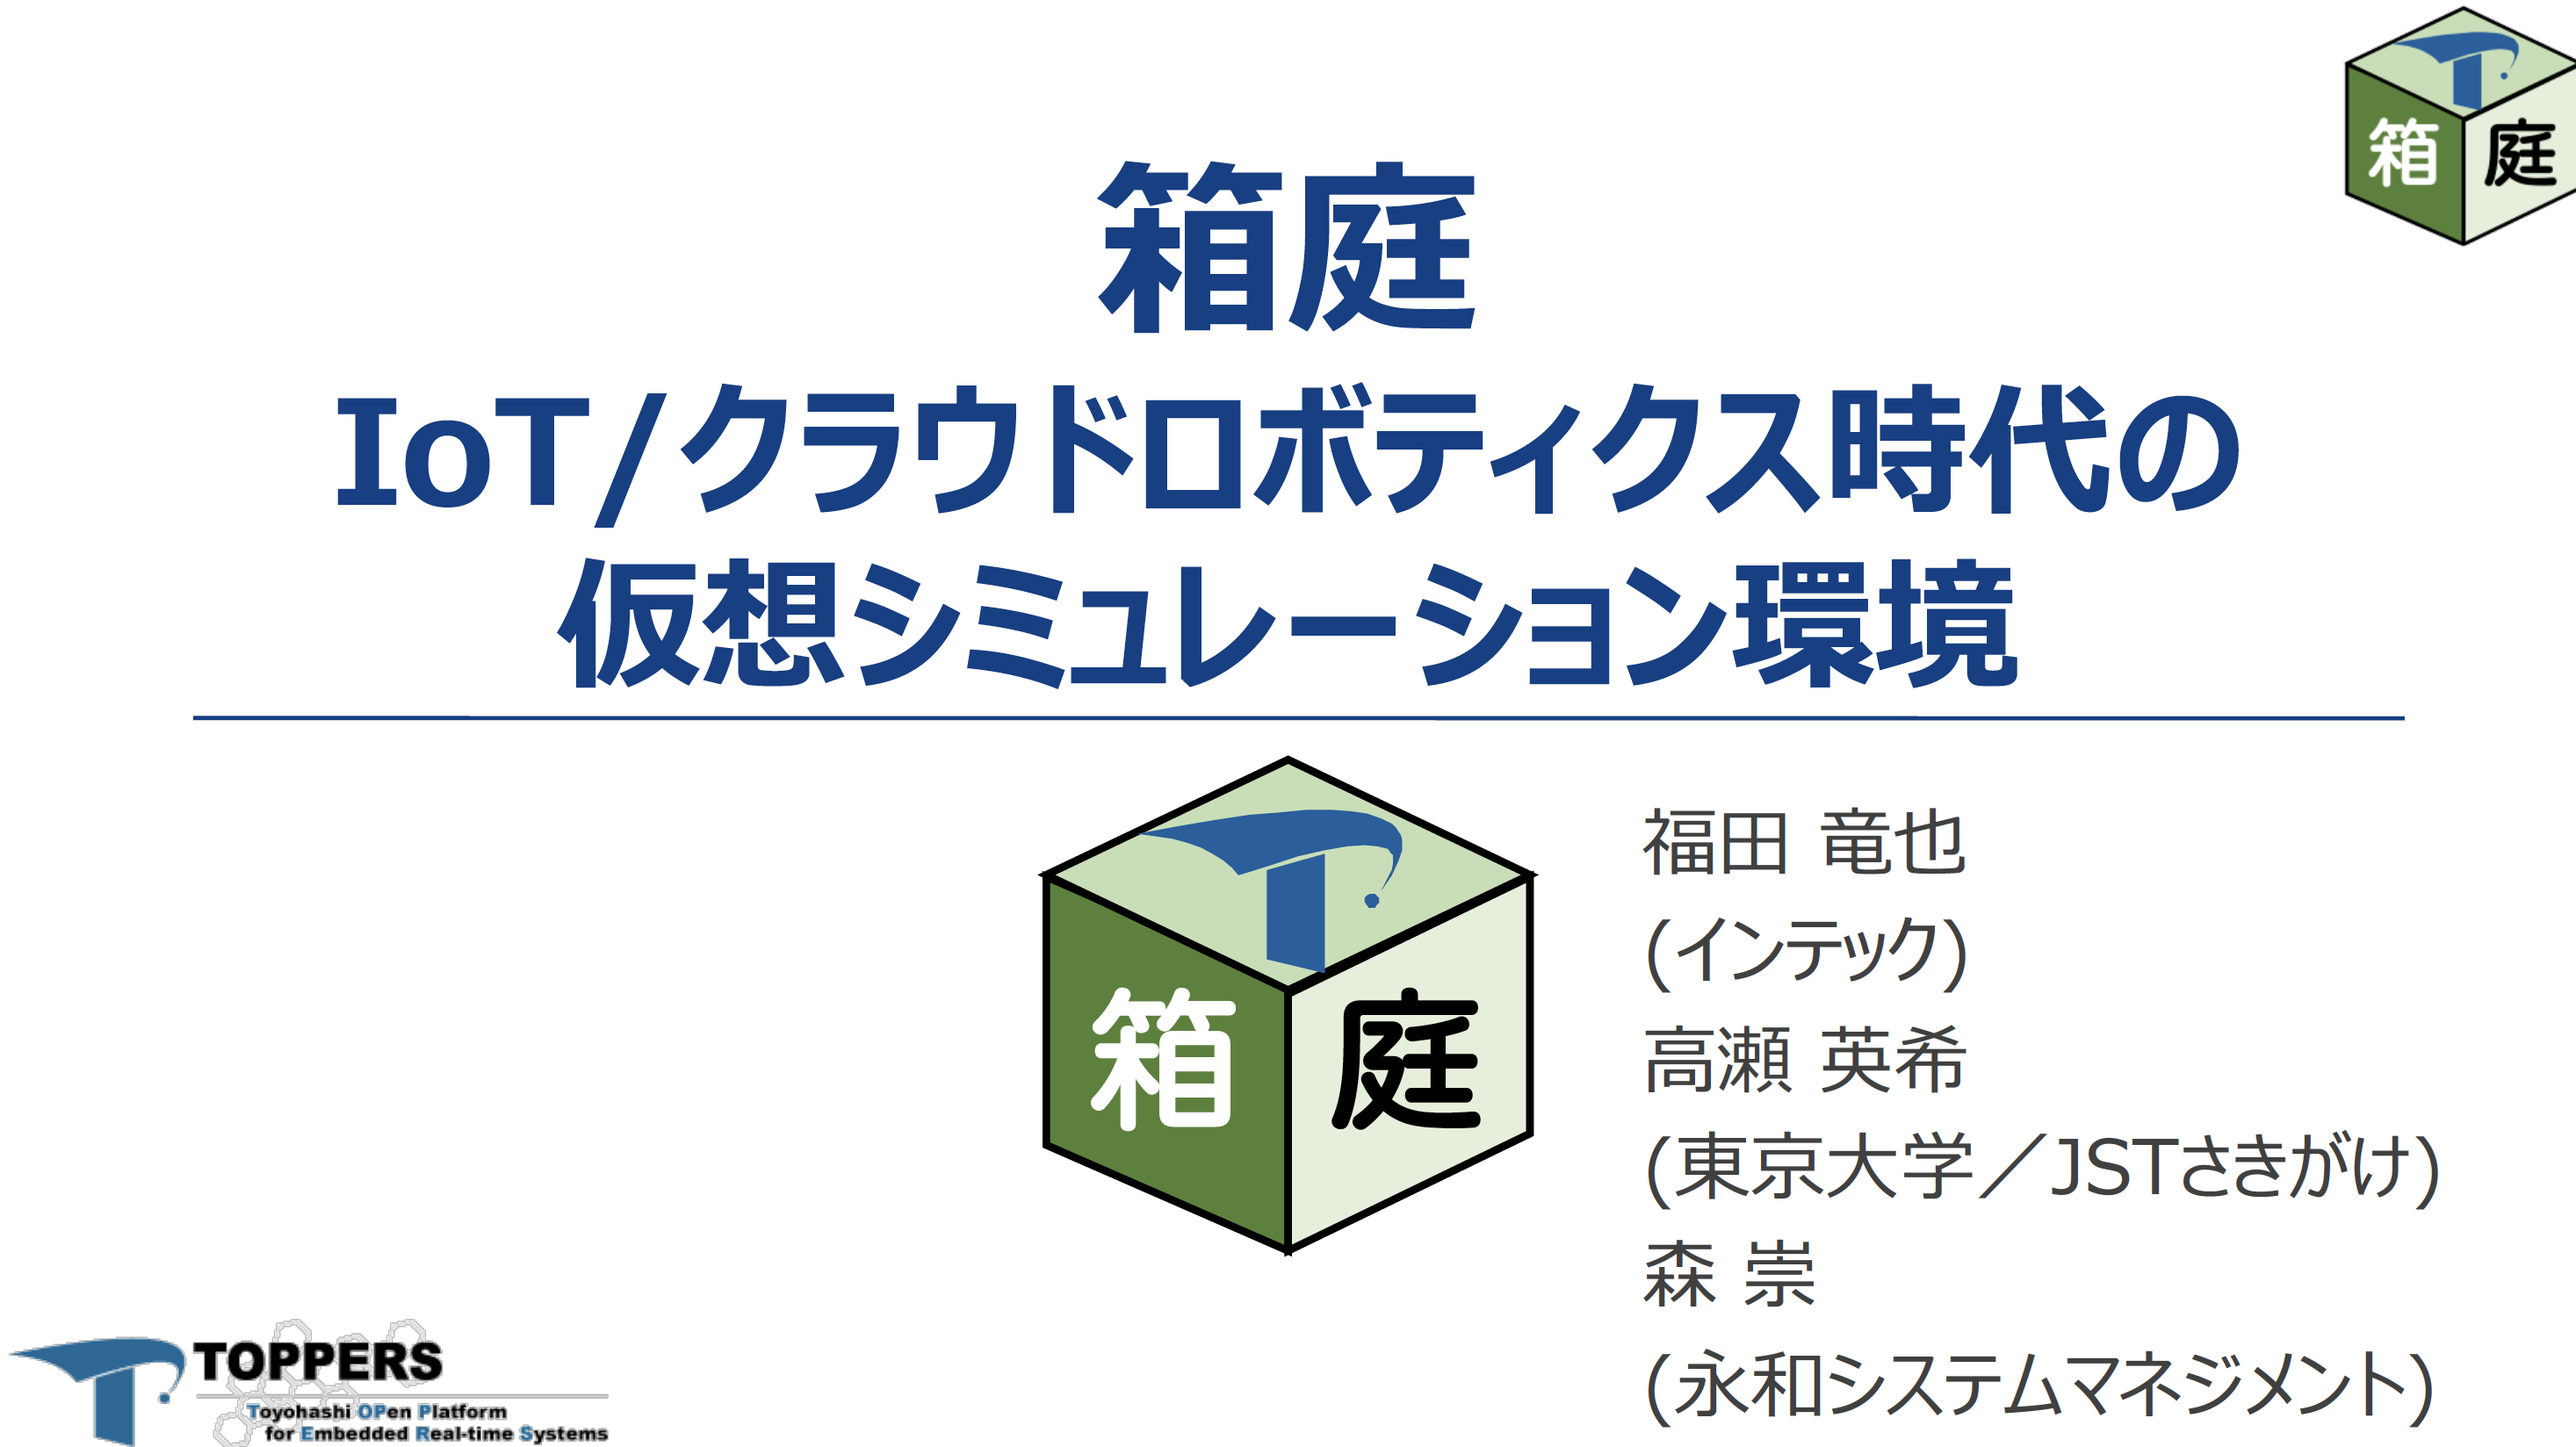 箱庭
箱庭
IoT/クラウドロボティクス時代の
仮想シミュレーション環境
箱庭
福田 竜也
(インテック)
高瀬 英希
(東京大学／JSTさきがけ)
森 崇
(永和システムマネジメント)
TOPPERS
Toyohashi OPen Platform
for Embedded Real-time Systems